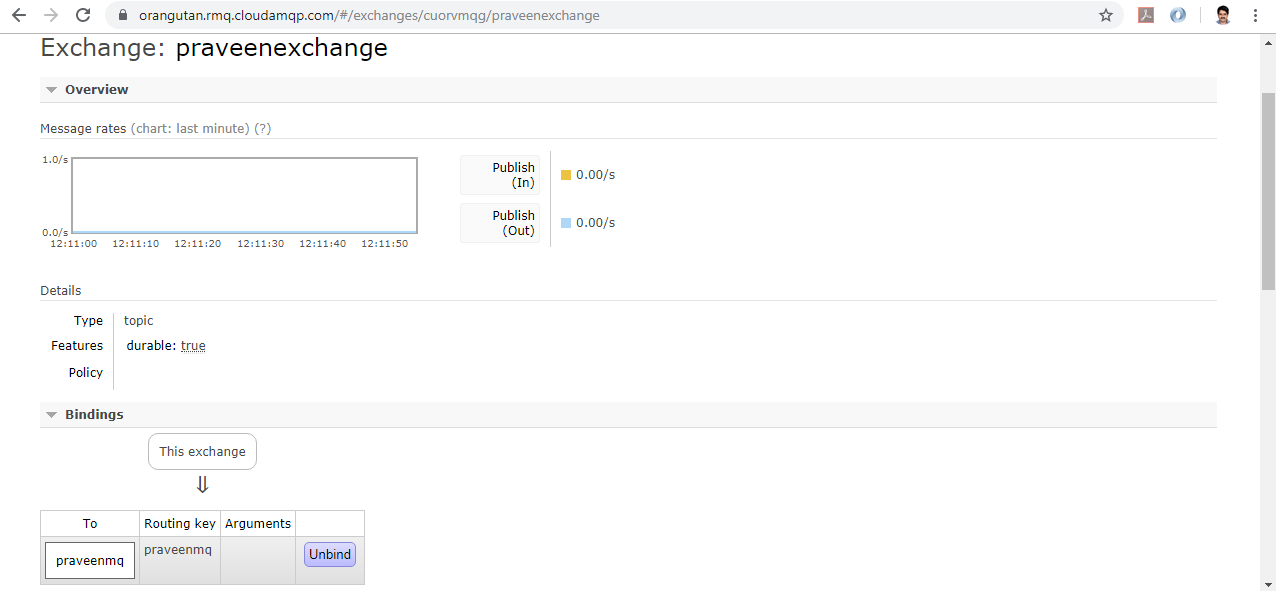 orangutan.rmq.cloudamqp.com/#/exchanges/cuorvmqg/praveenexchange
Exchange: praveenexchange
Overview
Message rates (chart: last minute) (?)
1.0/s
0.0/s
12:11:00 12:11:10 12:11:20 12:11:30 12:11:40 12:11:50
Publish
(In)
0.00/s
Publish
(Out)
0.00/s
Details
Type topic
Features durable: true
Policy
Bindings
This exchange
⇓
To Routing key Arguments
praveenmq praveenmq Unbind